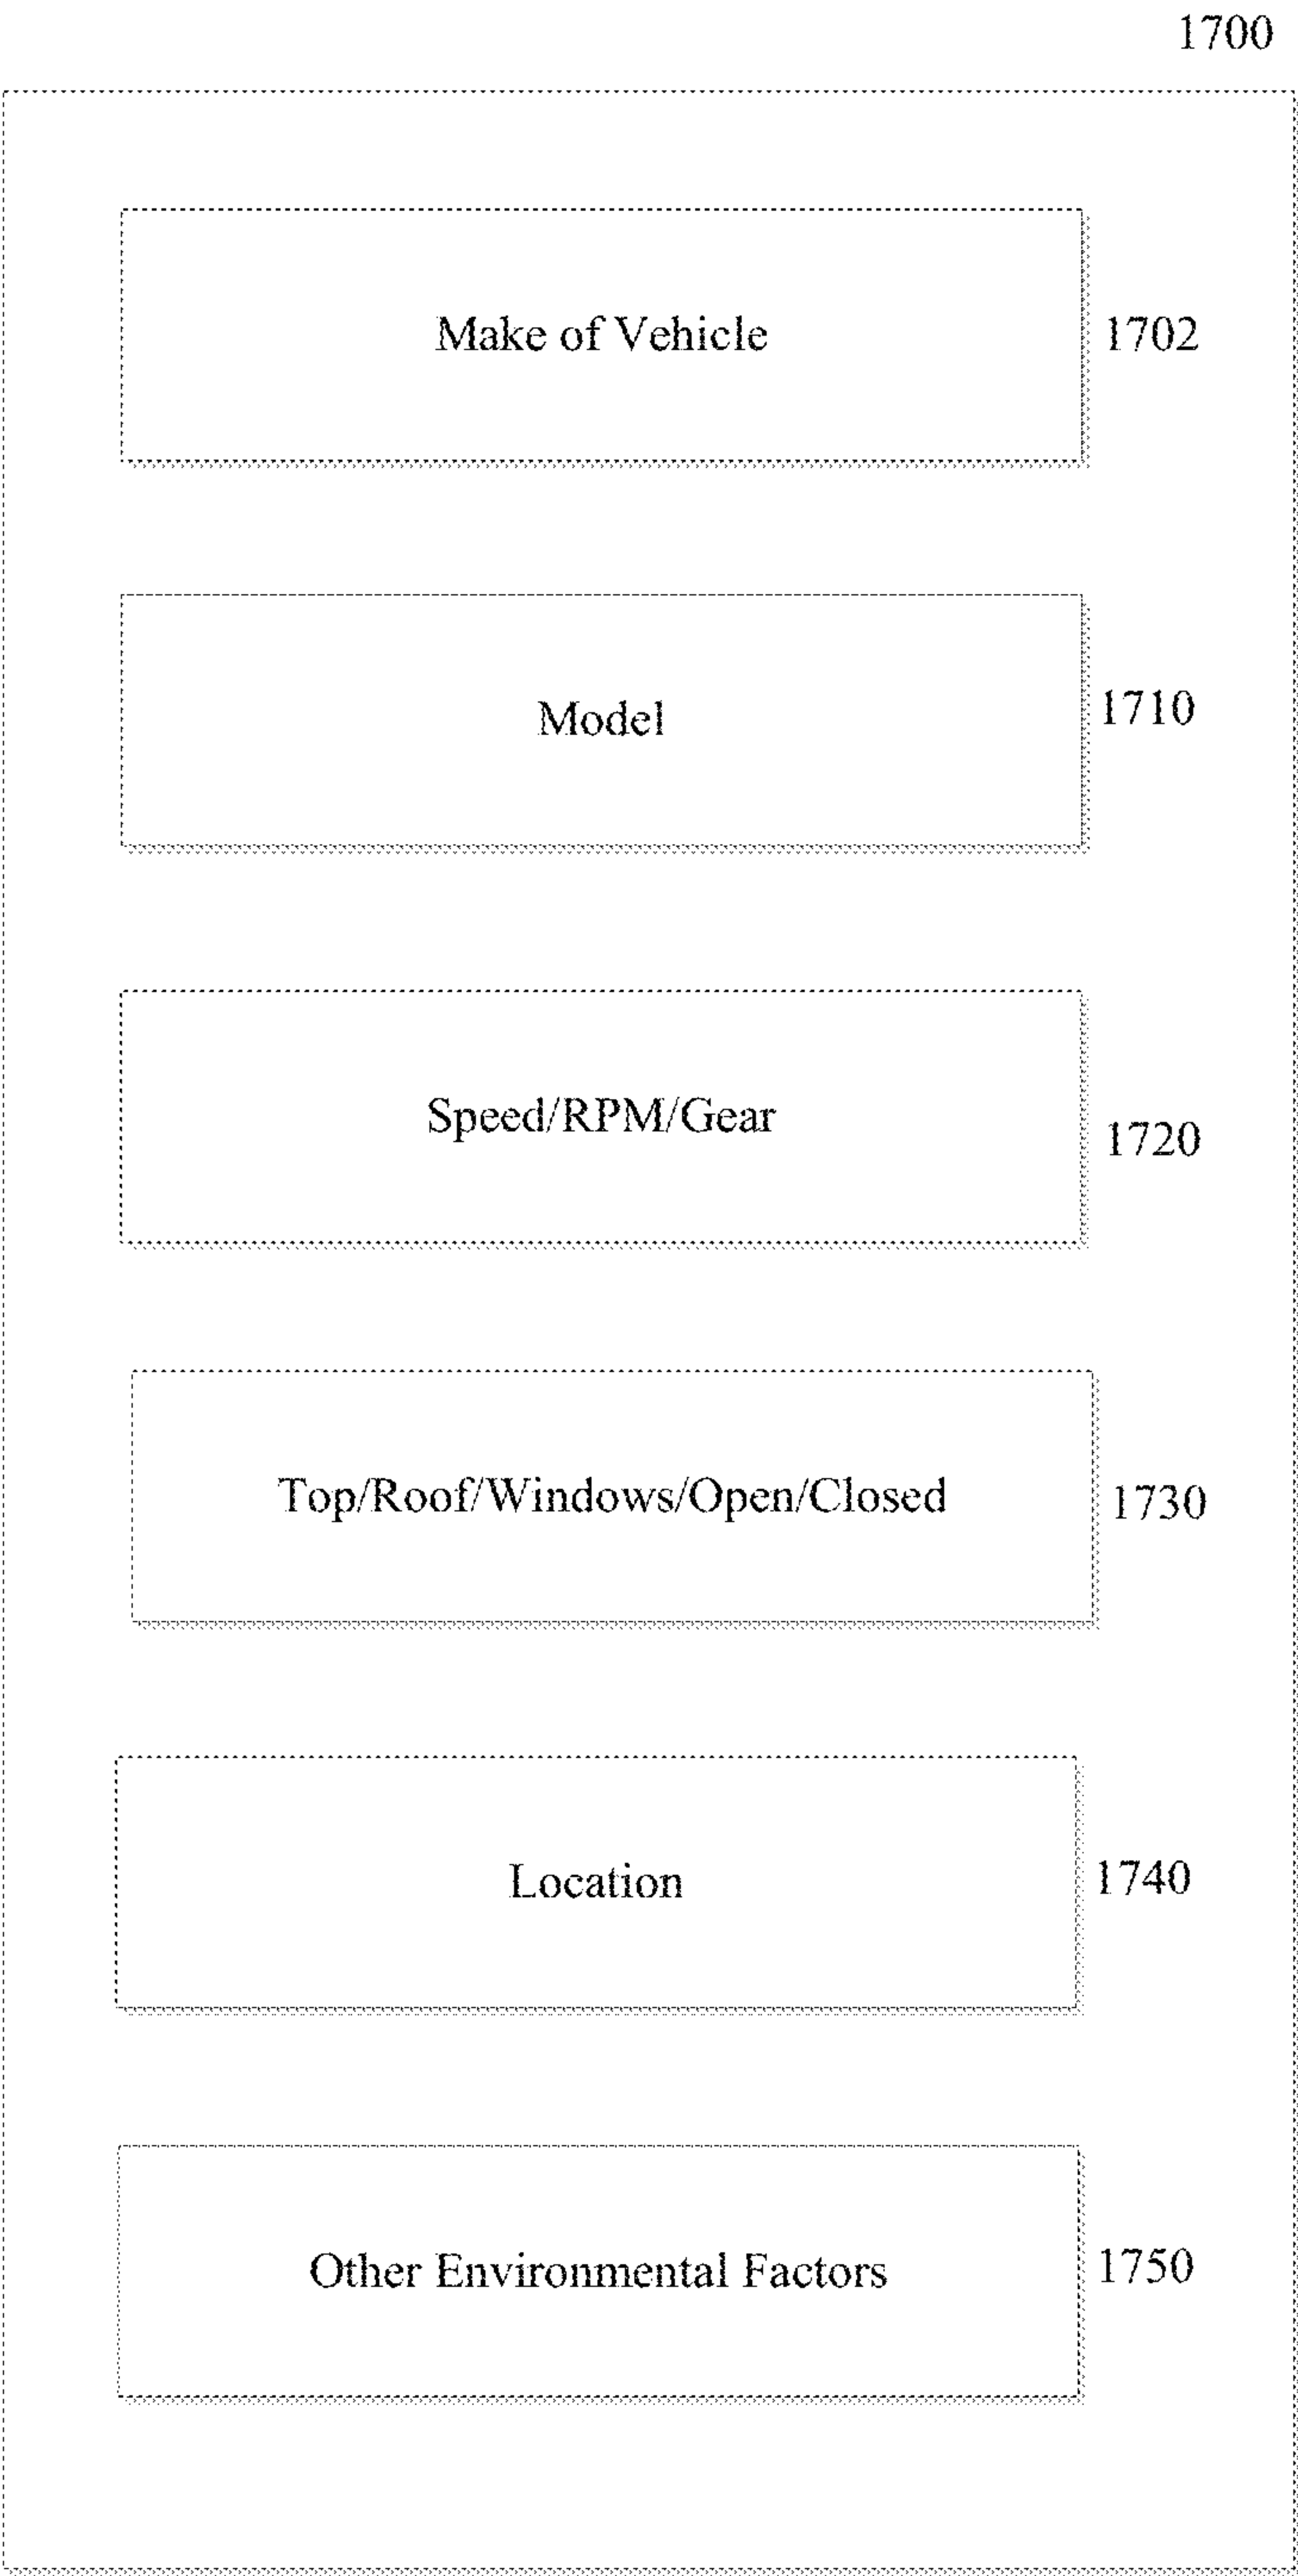 1700
Make of Vehicle
1702
Model
1710
Speed/RPM/Gear
1720
Top/Roof/Windows/Open/Closed
1730
Location
1740
Other Environmental Factors
1750